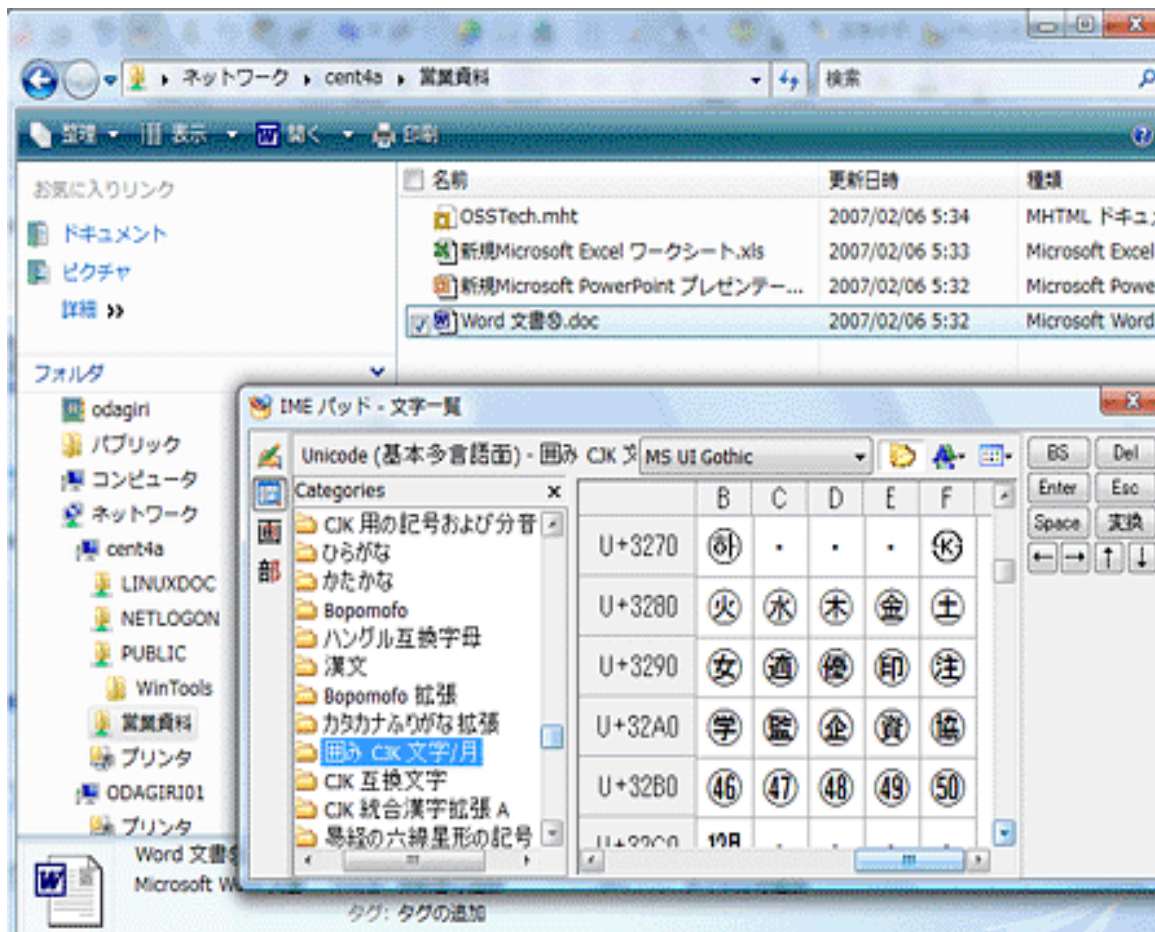 ネットワーク ▸ cent4a ▸ 営業資料
検索
整理 表示 開く 印刷
お気に入りリンク
ドキュメント
ピクチャ
詳細 »
フォルダ
odagiri
パブリック
コンピュータ
ネットワーク
cent4a
LINUXDOC
NETLOGON
PUBLIC
WinTools
営業資料
プリンタ
ODAGIRI01
プリンタ
名前 更新日時 種類
OSSTech.mht 2007/02/06 5:34 MHTML ドキュ
新規Microsoft Excel ワークシート.xls 2007/02/06 5:33 Microsoft Excel
新規Microsoft PowerPoint プレゼンテー... 2007/02/06 5:32 Microsoft Powe
Word 文書.doc 2007/02/06 5:32 Microsoft Word
IME パッド - 文字一覧
Unicode (基本多言語面) - 囲み CJK 文 MS UI Gothic
画
部
Categories x
CJK 用の記号および分音
ひらがな
かたかな
Bopomofo
ハングル互換字母
漢文
Bopomofo 拡張
カタカナふりがな拡張
囲み CJK 文字/月
CJK 互換文字
CJK 統合漢字拡張 A
易経の六線星形の記号
B C D E F
U+3270 ㉻ · · · ㉿
U+3280 ㊋ ㊌ ㊍ ㊎ ㊏
U+3290 ㊛ ㊜ ㊝ ㊞ ㊟
U+32A0 ㊫ ㊬ ㊭ ㊮ ㊯
U+32B0 ㊻ ㊼ ㊽ ㊾ ㊿
U+32C0
BS Del
Enter Esc
Space 変換
← → ↑ ↓
Word 文書
Microsoft W
タグ: タグの追加